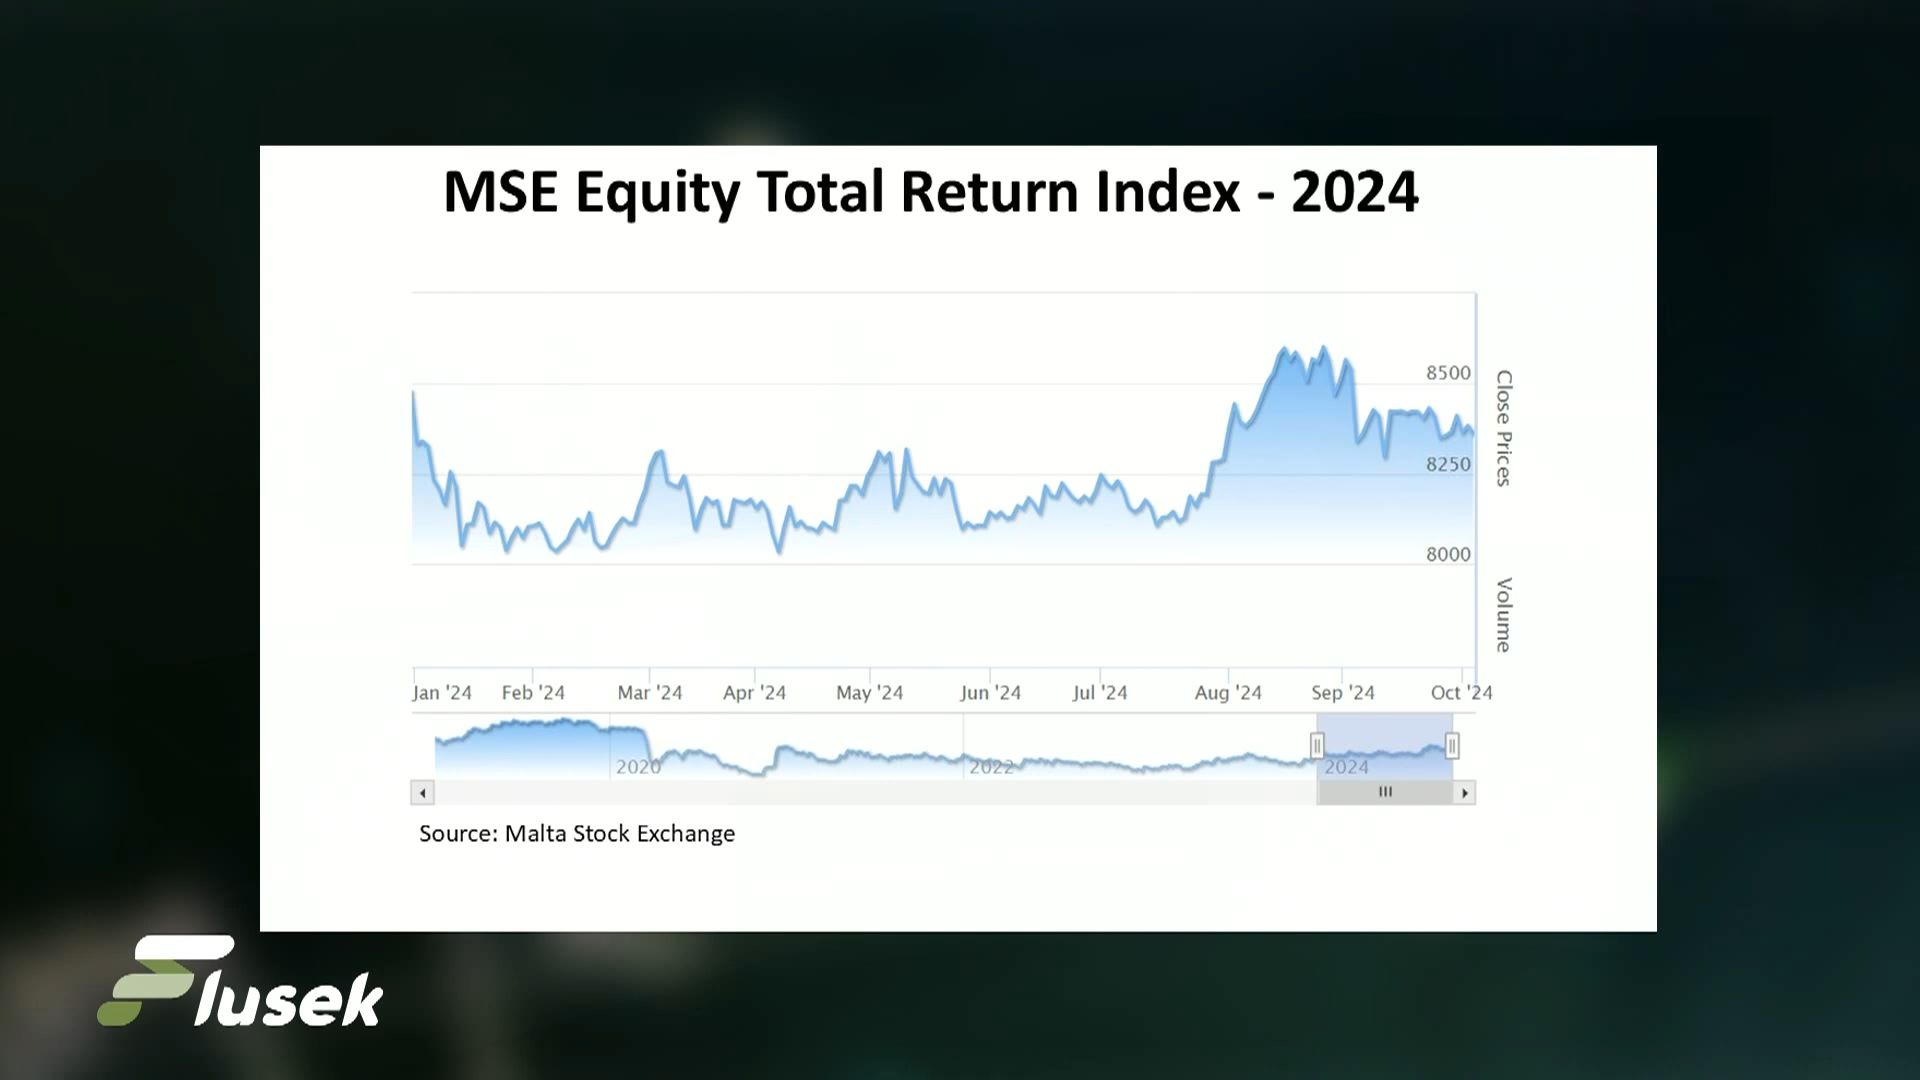 MSE Equity Total Return Index - 2024
8500
8250
8000
Close Prices
Volume
Jan '24 Feb '24 Mar '24 Apr '24 May '24 Jun '24 Jul '24 Aug '24 Sep '24 Oct '24
2020 2022 2024
Source: Malta Stock Exchange
Flusek